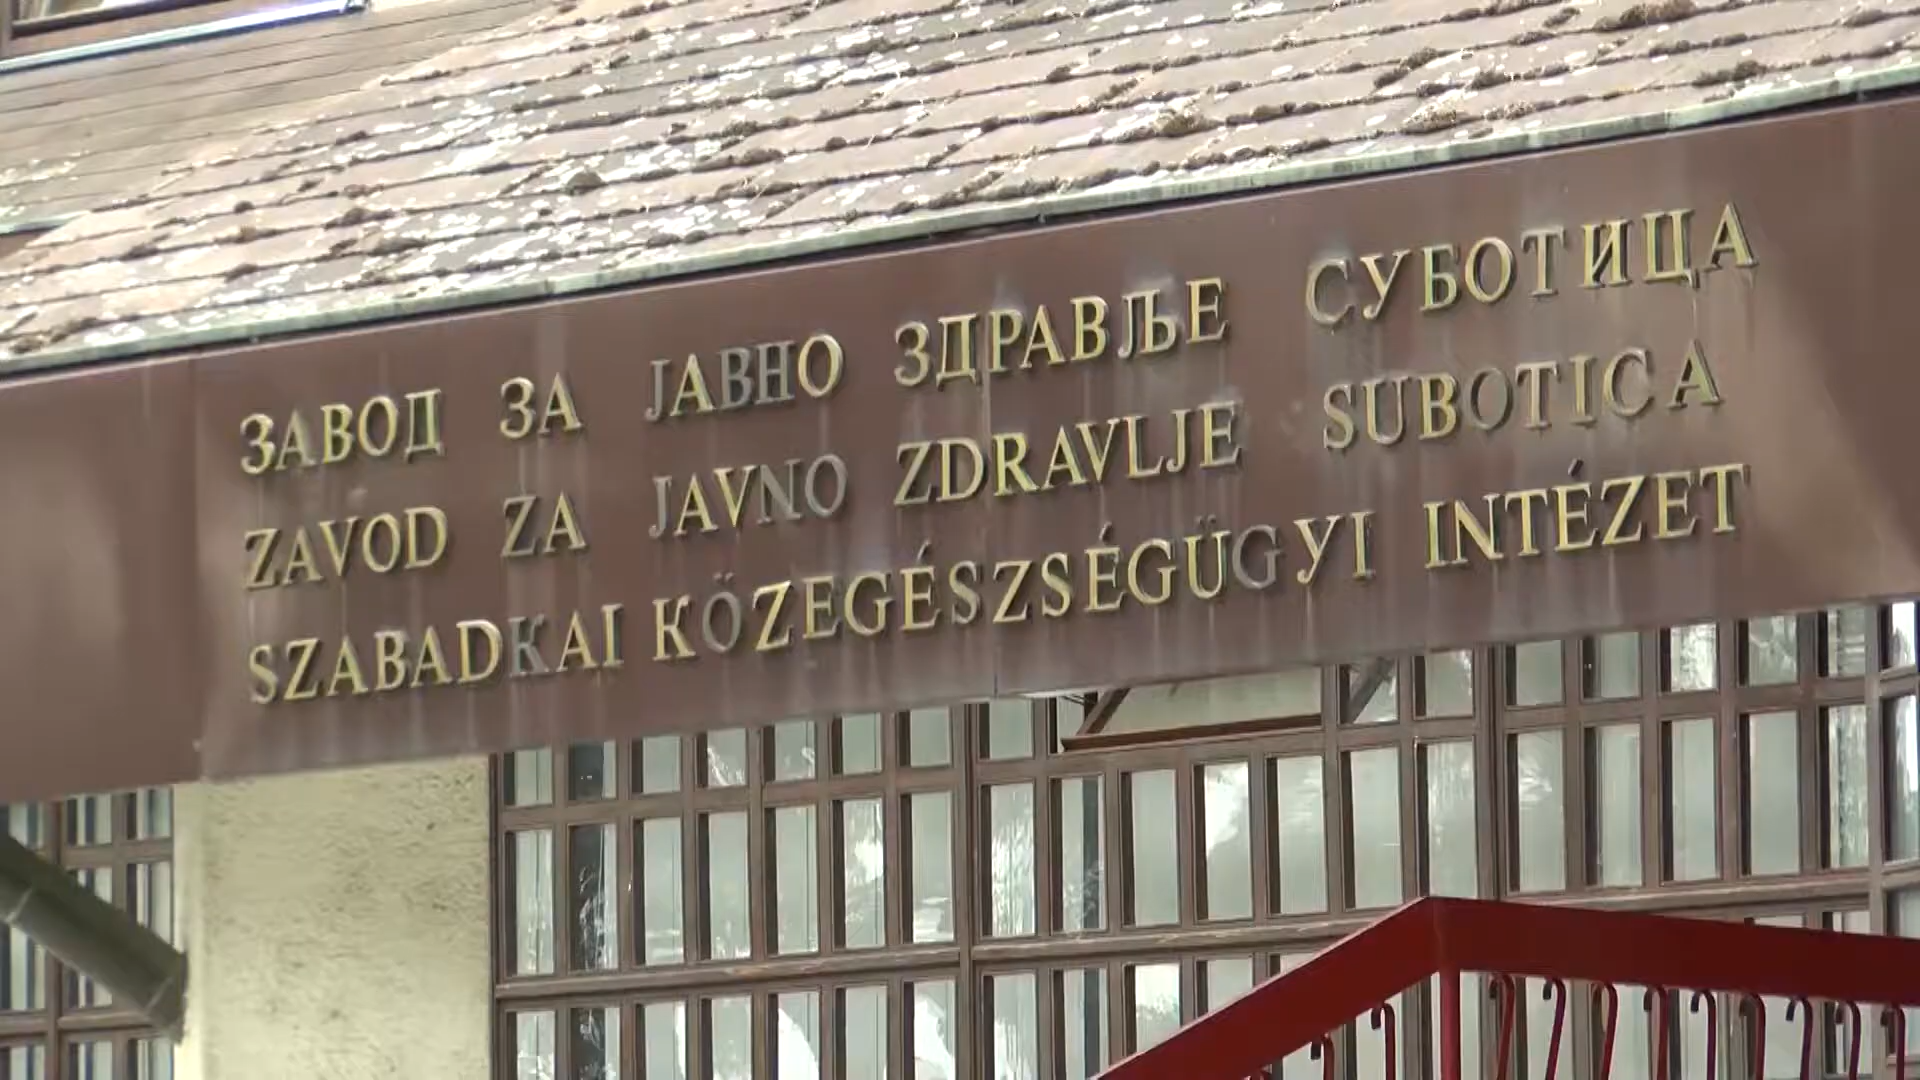 ЗАВОД ЗА ЈАВНО ЗДРАВЉЕ СУБОТИЦА
ZAVOD ZA JAVNO ZDRAVLJE SUBOTICA
SZABADKAI KÖZEGÉSZSÉGÜGYI INTÉZET